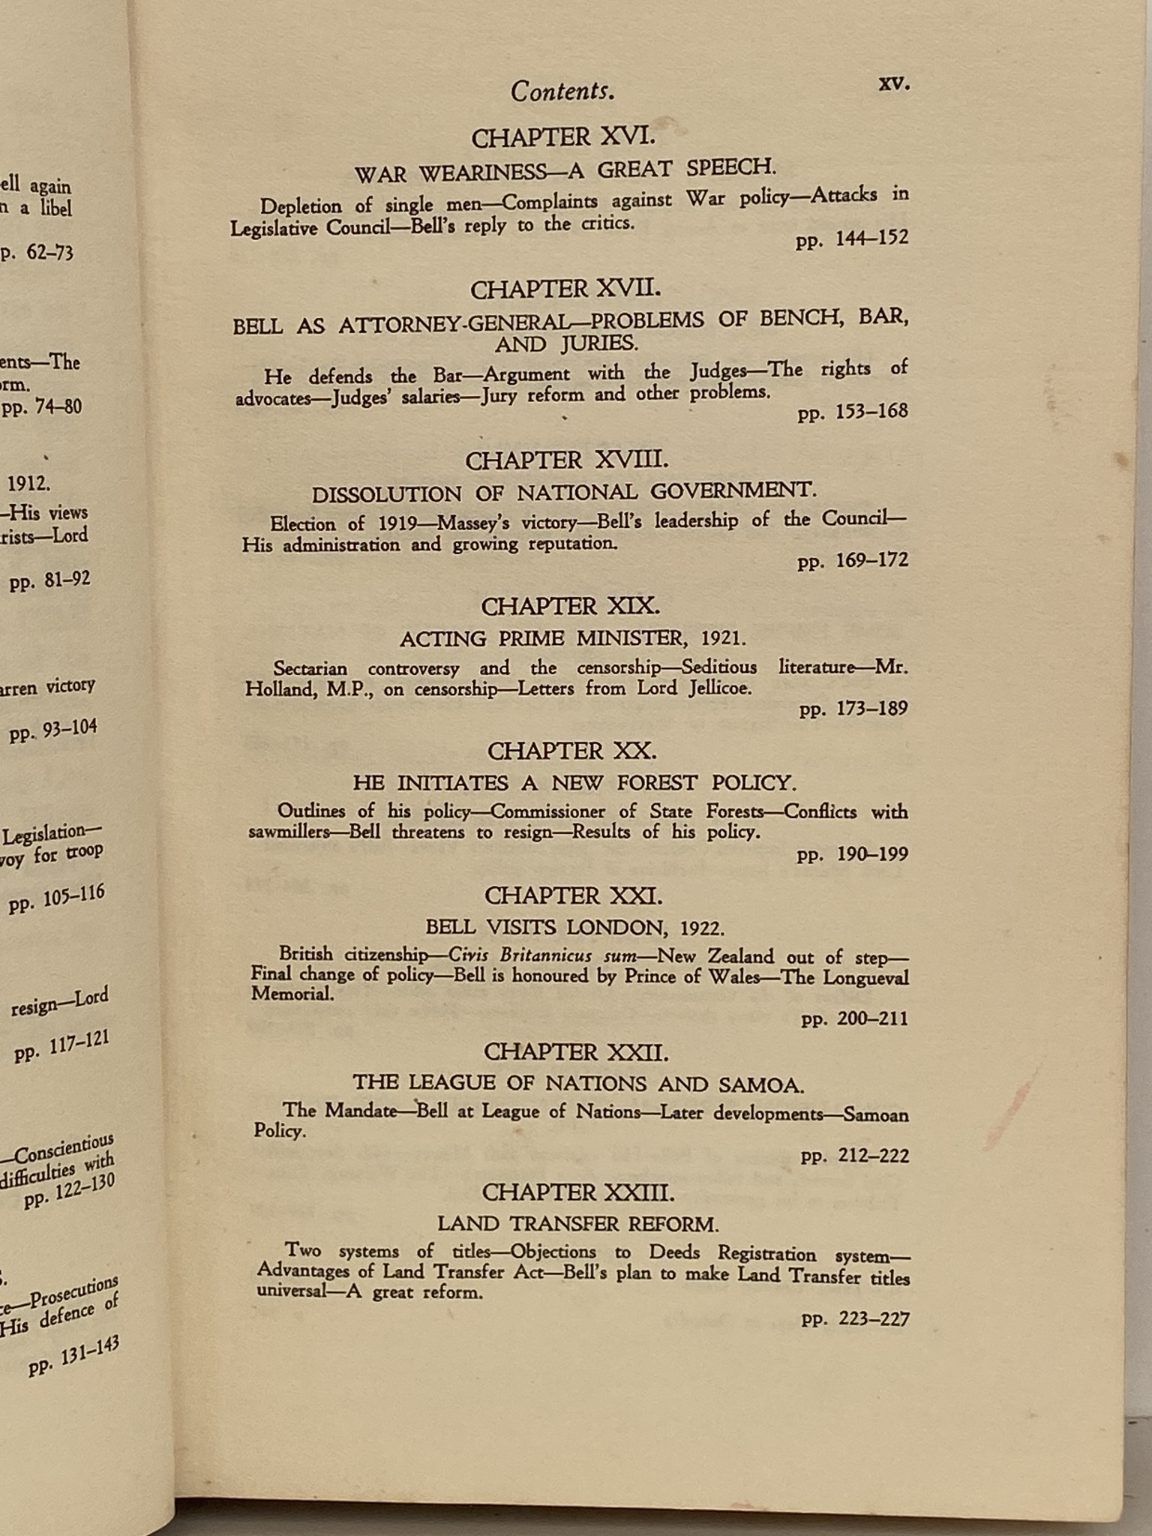 ell again
n a libel
p. 62–73
ents—The
orm.
pp. 74–80
1912.
—His views
rists—Lord
pp. 81–92
arren victory
pp. 93–104
Legislation—
voy for troop
pp. 105–116
resign—Lord
pp. 117–121
—Conscientious
difficulties with
pp. 122–130
s.
ce—Prosecutions
His defence of
pp. 131–143
Contents. xv.
CHAPTER XVI.
WAR WEARINESS—A GREAT SPEECH.
Depletion of single men—Complaints against War policy—Attacks in
Legislative Council—Bell's reply to the critics.
pp. 144–152
CHAPTER XVII.
BELL AS ATTORNEY-GENERAL—PROBLEMS OF BENCH, BAR,
AND JURIES.
He defends the Bar—Argument with the Judges—The rights of
advocates—Judges' salaries—Jury reform and other problems.
pp. 153–168
CHAPTER XVIII.
DISSOLUTION OF NATIONAL GOVERNMENT.
Election of 1919—Massey's victory—Bell's leadership of the Council—
His administration and growing reputation.
pp. 169–172
CHAPTER XIX.
ACTING PRIME MINISTER, 1921.
Sectarian controversy and the censorship—Seditious literature—Mr.
Holland, M.P., on censorship—Letters from Lord Jellicoe.
pp. 173–189
CHAPTER XX.
HE INITIATES A NEW FOREST POLICY.
Outlines of his policy—Commissioner of State Forests—Conflicts with
sawmillers—Bell threatens to resign—Results of his policy.
pp. 190–199
CHAPTER XXI.
BELL VISITS LONDON, 1922.
British citizenship—Civis Britannicus sum—New Zealand out of step—
Final change of policy—Bell is honoured by Prince of Wales—The Longueval
Memorial.
pp. 200–211
CHAPTER XXII.
THE LEAGUE OF NATIONS AND SAMOA.
The Mandate—Bell at League of Nations—Later developments—Samoan
Policy.
pp. 212–222
CHAPTER XXIII.
LAND TRANSFER REFORM.
Two systems of titles—Objections to Deeds Registration system—
Advantages of Land Transfer Act—Bell's plan to make Land Transfer titles
universal—A great reform.
pp. 223–227